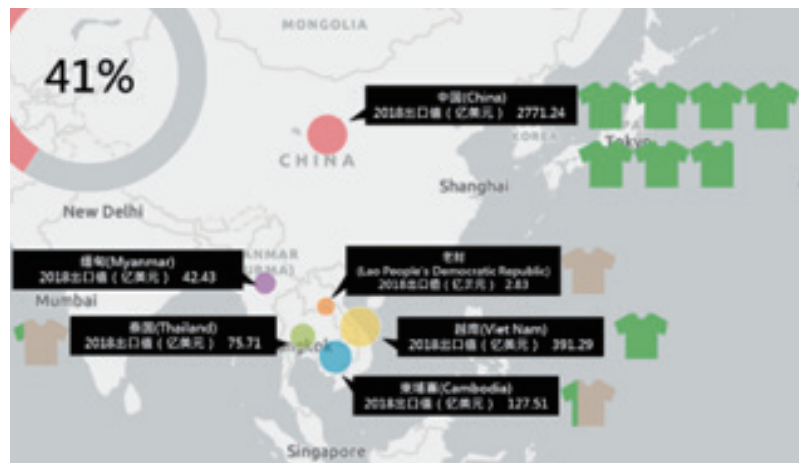 MONGOLIA
41%
中国(China)
2018出口值（亿美元） 2771.24
KOREA
Tokyo
CHINA
Shanghai
New Delhi
缅甸(Myanmar)
2018出口值（亿美元） 42.43
老挝
(Lao People's Democratic Republic)
2018出口值（亿美元） 2.83
Mumbai
泰国(Thailand)
2018出口值（亿美元） 75.71
越南(Viet Nam)
2018出口值（亿美元） 391.29
柬埔寨(Cambodia)
2018出口值（亿美元） 127.51
Singapore